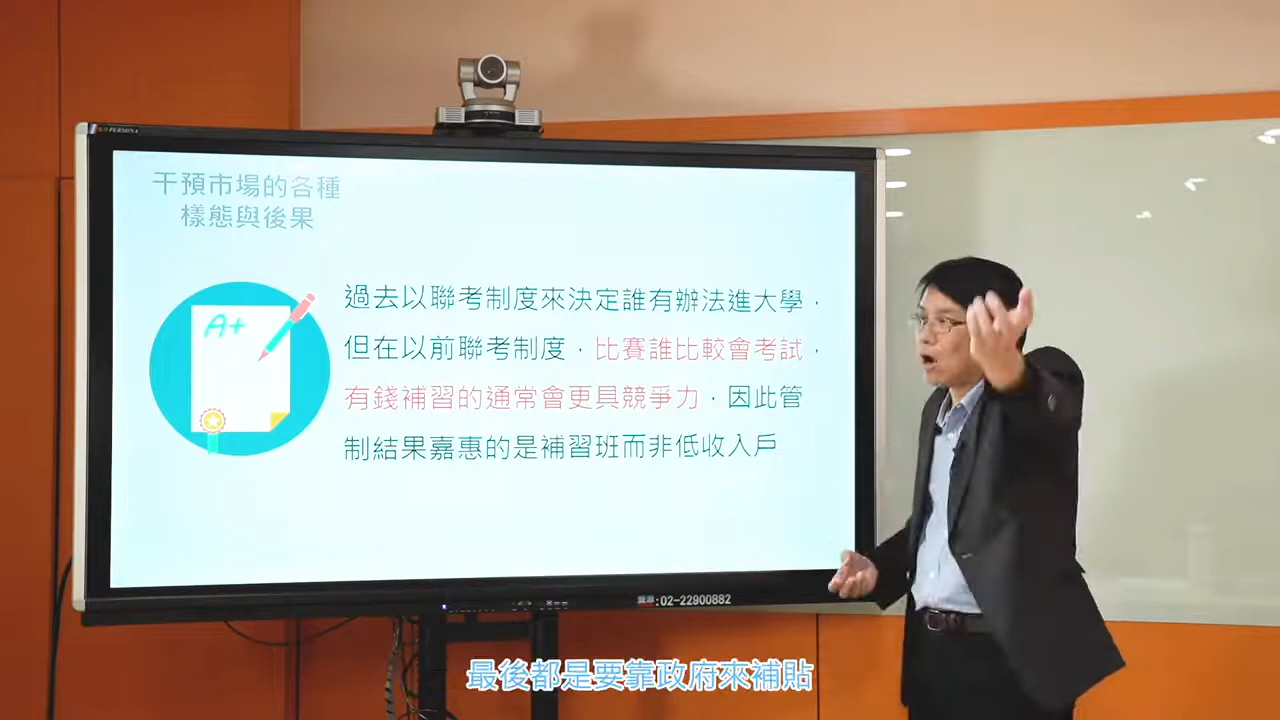 PERSONA
干預市場的各種
樣態與後果
A+
過去以聯考制度來決定誰有辦法進大學，
但在以前聯考制度，比賽誰比較會考試，
有錢補習的通常會更具競爭力，因此管
制結果嘉惠的是補習班而非低收入戶
:02-22900882
最後都是要靠政府來補貼